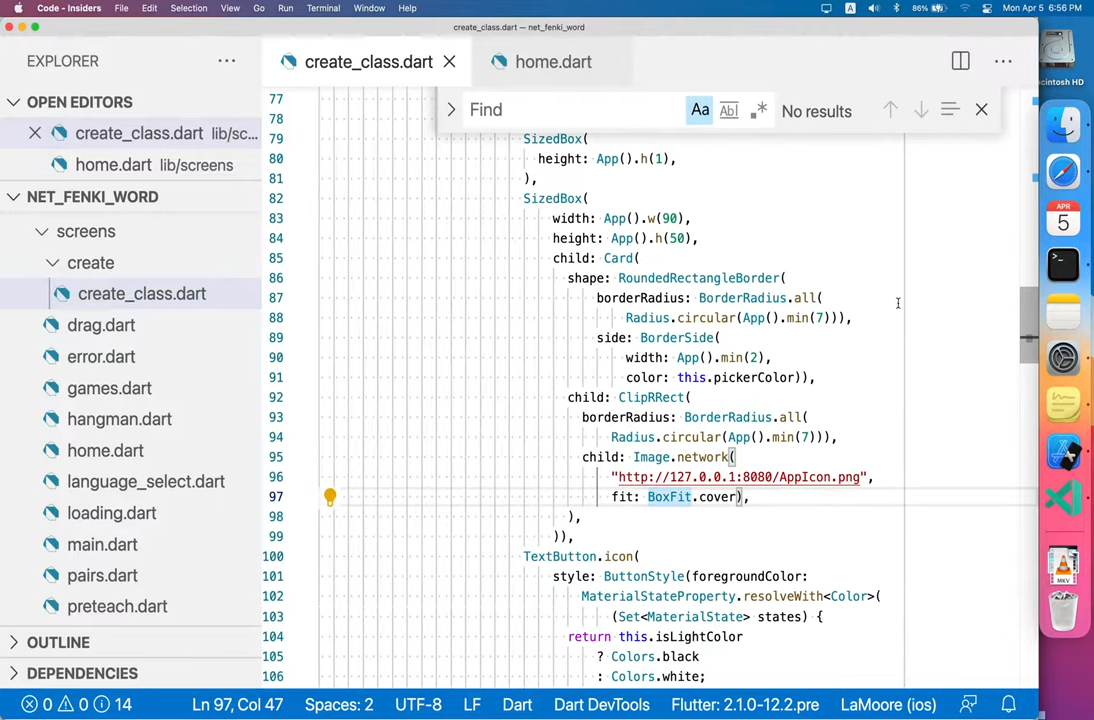 Code - Insiders File Edit Selection View Go Run Terminal Window Help 86% Mon Apr 5 6:56 PM
create_class.dart — net_fenki_word
EXPLORER
OPEN EDITORS
create_class.dart lib/sc...
home.dart lib/screens
NET_FENKI_WORD
screens
create
create_class.dart
drag.dart
error.dart
games.dart
hangman.dart
home.dart
language_select.dart
loading.dart
main.dart
pairs.dart
preteach.dart
OUTLINE
DEPENDENCIES
create_class.dart
home.dart
Find
Aa
Abl
No results
77
78
79 SizedBox(
80 height: App().h(1),
81 ),
82 SizedBox(
83 width: App().w(90),
84 height: App().h(50),
85 child: Card(
86 shape: RoundedRectangleBorder(
87 borderRadius: BorderRadius.all(
88 Radius.circular(App().min(7))),
89 side: BorderSide(
90 width: App().min(2),
91 color: this.pickerColor)),
92 child: ClipRRect(
93 borderRadius: BorderRadius.all(
94 Radius.circular(App().min(7))),
95 child: Image.network(
96 "http://127.0.0.1:8080/AppIcon.png",
97 fit: BoxFit.cover),
98 ),
99 )),
100 TextButton.icon(
101 style: ButtonStyle(foregroundColor:
102 MaterialStateProperty.resolveWith<Color>(
103 (Set<MaterialState> states) {
104 return this.isLightColor
105 ? Colors.black
106 : Colors.white;
0 0 14 Ln 97, Col 47 Spaces: 2 UTF-8 LF Dart Dart DevTools Flutter: 2.1.0-12.2.pre LaMoore (ios)
APR
5
MKV